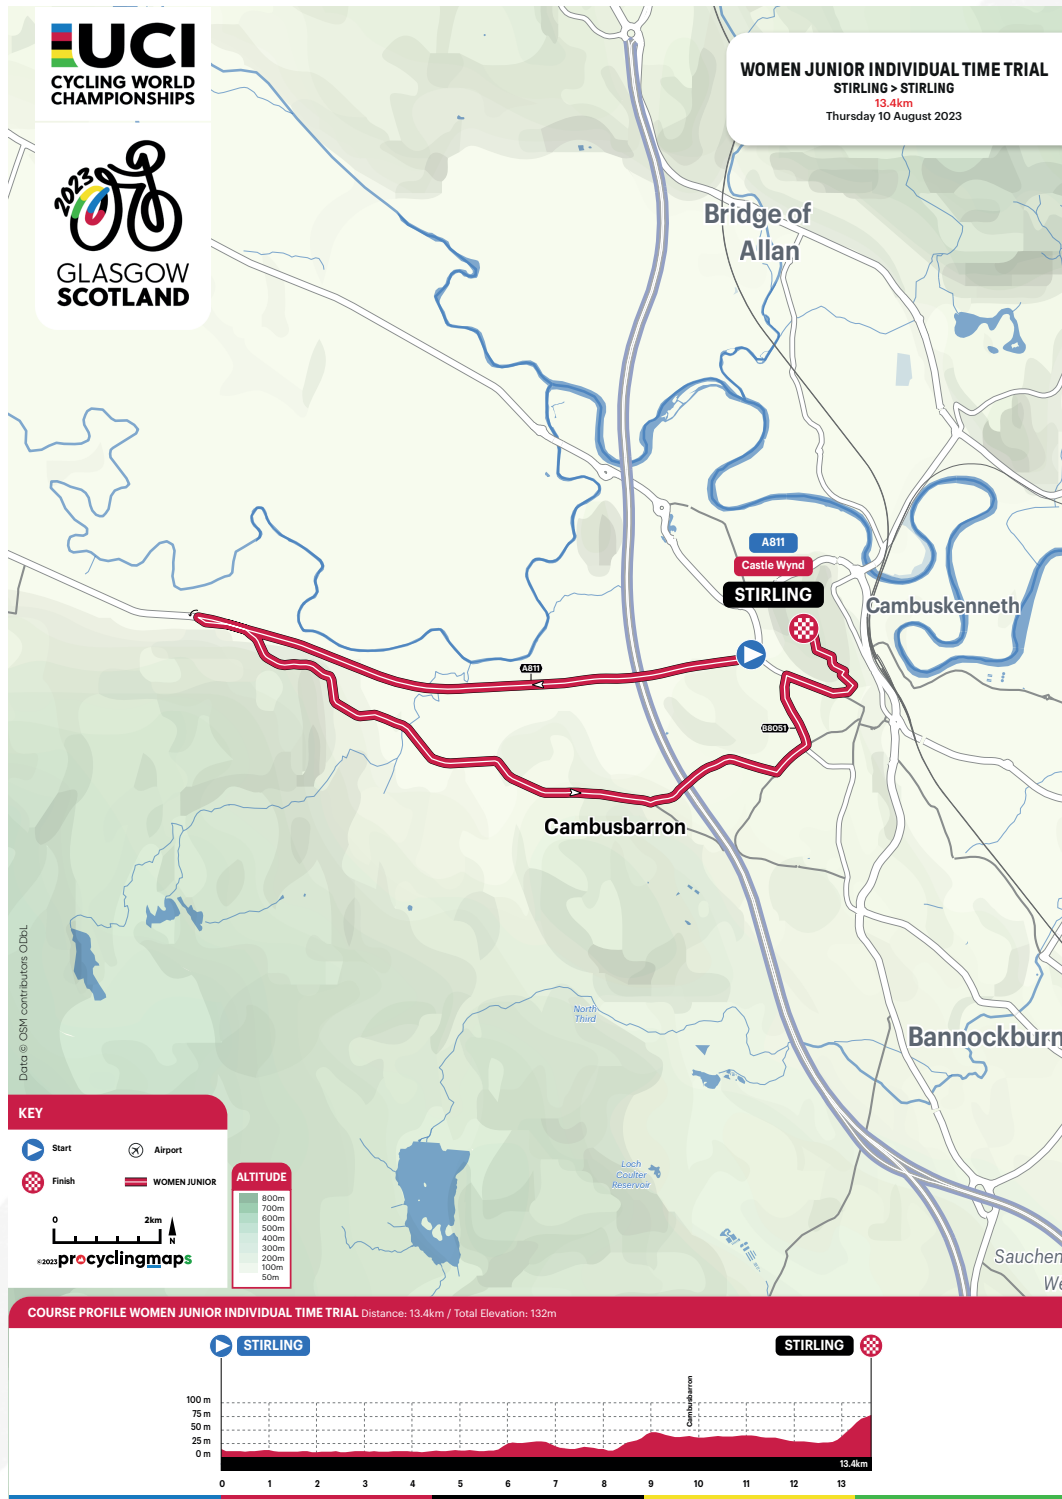 UCI
CYCLING WORLD
CHAMPIONSHIPS
2023
GLASGOW
SCOTLAND
WOMEN JUNIOR INDIVIDUAL TIME TRIAL
STIRLING > STIRLING
13.4km
Thursday 10 August 2023
Bridge of
Allan
A811
Castle Wynd
STIRLING
Cambuskenneth
A811
B8051
Cambusbarron
North
Third
Bannockburn
Loch
Coulter
Reservoir
Sauchen
We
Data © OSM contributors ODbL
KEY
Start
Airport
Finish
WOMEN JUNIOR
0 2km
N
©2023 procyclingmaps
ALTITUDE
800m
700m
600m
500m
400m
300m
200m
100m
50m
COURSE PROFILE WOMEN JUNIOR INDIVIDUAL TIME TRIAL Distance: 13.4km / Total Elevation: 132m
STIRLING
STIRLING
Cambusbarron
100 m
75 m
50 m
25 m
0 m
13.4km
0 1 2 3 4 5 6 7 8 9 10 11 12 13